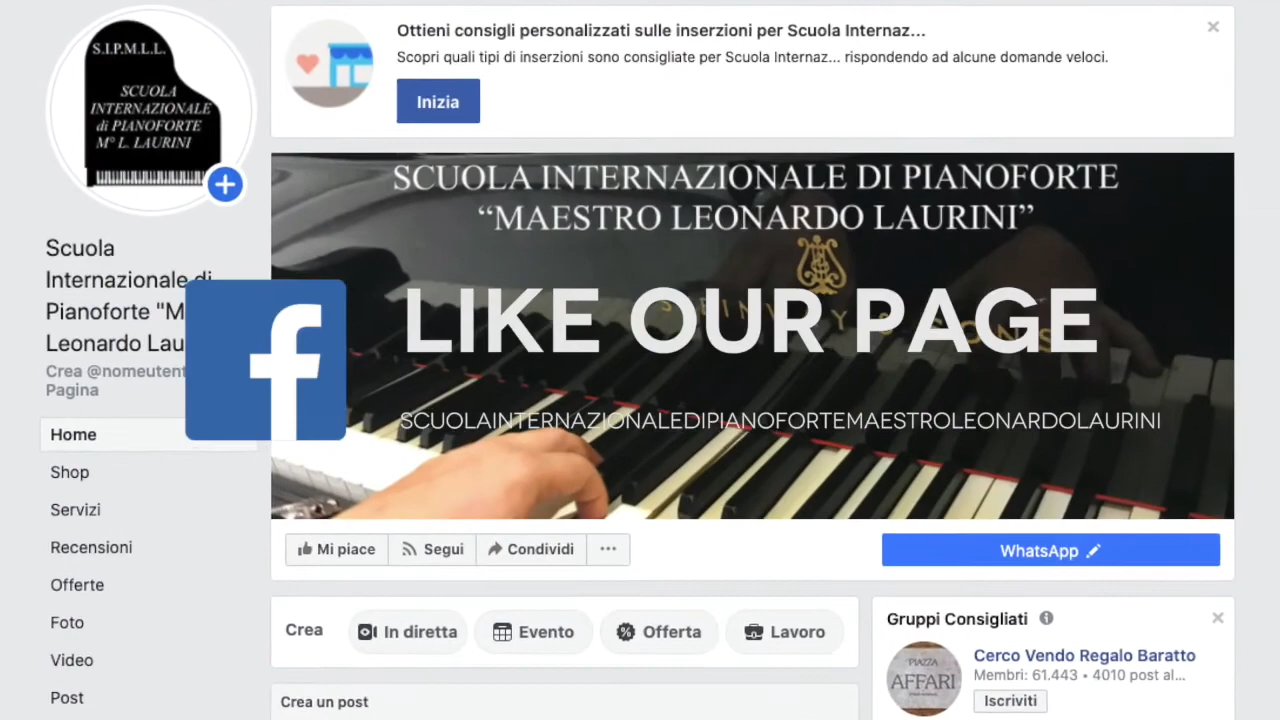 S.I.P.M.L.L.
SCUOLA
INTERNAZIONALE
di PIANOFORTE
M° L. LAURINI
Scuola
Internazionale di
Pianoforte "M
Leonardo Lau
Crea @nomeutent
Pagina
Home
Shop
Servizi
Recensioni
Offerte
Foto
Video
Post
Ottieni consigli personalizzati sulle inserzioni per Scuola Internaz...
Scopri quali tipi di inserzioni sono consigliate per Scuola Internaz... rispondendo ad alcune domande veloci.
Inizia
SCUOLA INTERNAZIONALE DI PIANOFORTE
“MAESTRO LEONARDO LAURINI”
LIKE OUR PAGE
SCUOLAINTERNAZIONALEDIPIANOFORTEMAESTROLEONARDOLAURINI
Mi piace Segui Condividi ...
WhatsApp
Crea In diretta Evento Offerta Lavoro
Crea un post
Gruppi Consigliati
PIAZZA
AFFARI
Cerco Vendo Regalo Baratto
Membri: 61.443 • 4010 post al...
Iscriviti